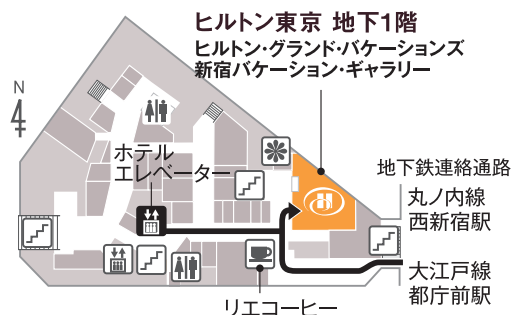 ヒルトン東京 地下1階
ヒルトン・グランド・バケーションズ
新宿バケーション・ギャラリー
N
ホテル
エレベーター
地下鉄連絡通路
丸ノ内線
西新宿駅
H
大江戸線
都庁前駅
リエコーヒー